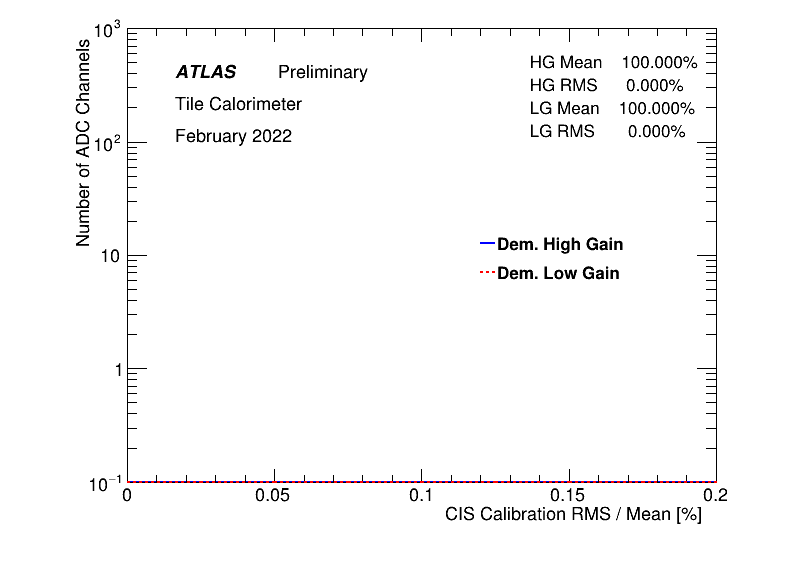 ATLAS Preliminary
Tile Calorimeter
February 2022
HG Mean 100.000%
HG RMS 0.000%
LG Mean 100.000%
LG RMS 0.000%
Dem. High Gain
Dem. Low Gain
Number of ADC Channels
10³
10²
10
1
10⁻¹
0 0.05 0.1 0.15 0.2
CIS Calibration RMS / Mean [%]